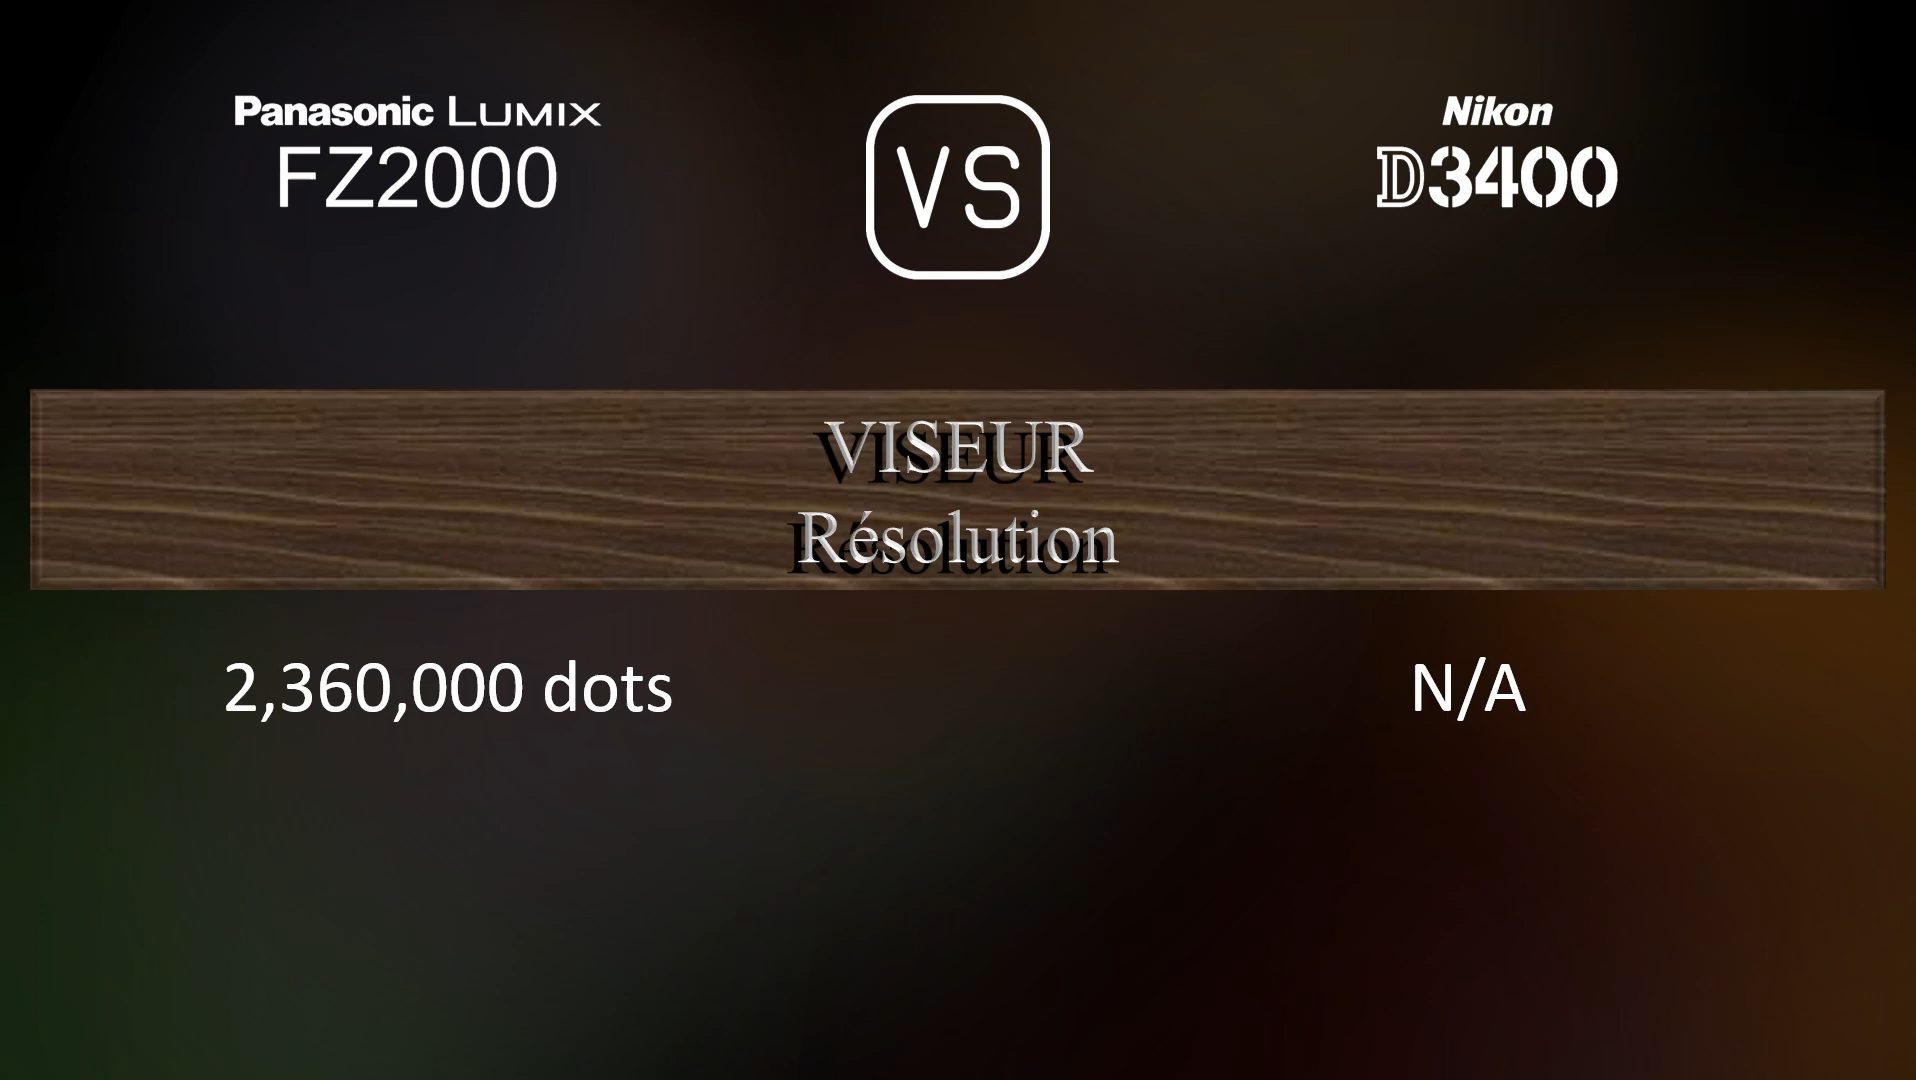 Panasonic LUMIX
FZ2000
VS
Nikon
D3400
VISEUR
Résolution
2,360,000 dots
N/A